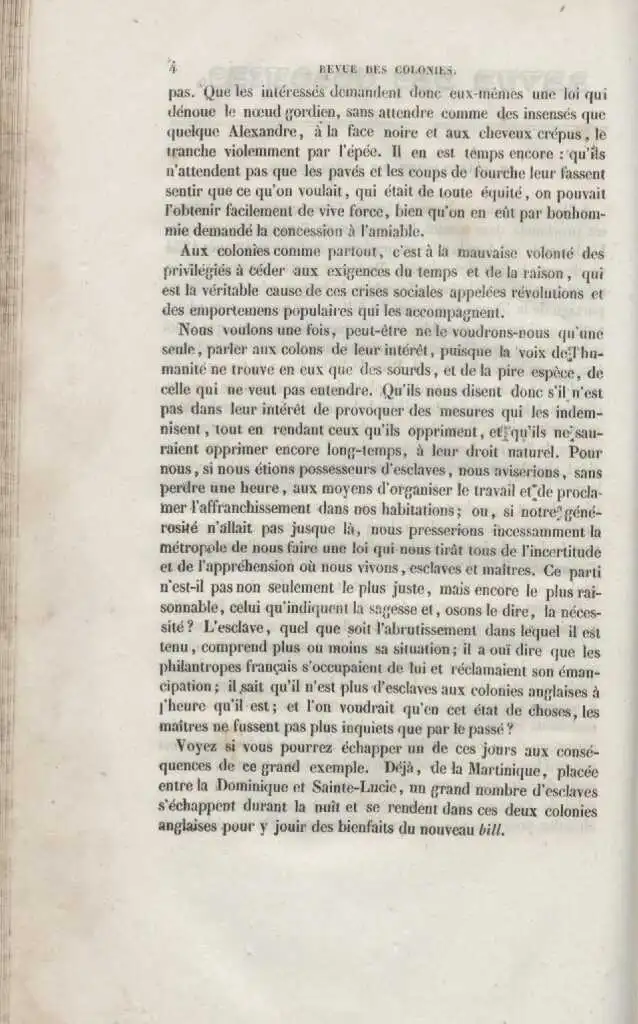 4 REVUE DES COLONIES.
pas. Que les intéressés demandent donc eux-mêmes une loi qui
dénoue le nœud gordien, sans attendre comme des insensés que
quelque Alexandre, à la face noire et aux cheveux crépus, le
tranche violemment par l'épée. Il en est temps encore : qu'ils
n'attendent pas que les pavés et les coups de fourche leur fassent
sentir que ce qu'on voulait, qui était de toute équité, on pouvait
l'obtenir facilement de vive force, bien qu'on en eût par bonhom-
mie demandé la concession à l'amiable.
Aux colonies comme partout, c'est à la mauvaise volonté des
privilégiés à céder aux exigences du temps et de la raison, qui
est la véritable cause de ces crises sociales appelées révolutions et
des emportemens populaires qui les accompagnent.
Nous voulons une fois, peut-être ne le voudrons-nous qu'une
seule, parler aux colons de leur intérêt, puisque la voix de l'hu-
manité ne trouve en eux que des sourds, et de la pire espèce, de
celle qui ne veut pas entendre. Qu'ils nous disent donc s'il n'est
pas dans leur intérêt de provoquer des mesures qui les indem-
nisent, tout en rendant ceux qu'ils oppriment, et qu'ils ne sau-
raient opprimer encore long-temps, à leur droit naturel. Pour
nous, si nous étions possesseurs d'esclaves, nous aviserions, sans
perdre une heure, aux moyens d'organiser le travail et de procla-
mer l'affranchissement dans nos habitations; ou, si notre géné-
rosité n'allait pas jusque là, nous presserions incessamment la
métropole de nous faire une loi qui nous tirât tous de l'incertitude
et de l'appréhension où nous vivons, esclaves et maîtres. Ce parti
n'est-il pas non seulement le plus juste, mais encore le plus rai-
sonnable, celui qu'indiquent la sagesse et, osons le dire, la néces-
sité? L'esclave, quel que soit l'abrutissement dans lequel il est
tenu, comprend plus ou moins sa situation; il a ouï dire que les
philantropes français s'occupaient de lui et réclamaient son éman-
cipation; il sait qu'il n'est plus d'esclaves aux colonies anglaises à
l'heure qu'il est; et l'on voudrait qu'en cet état de choses, les
maîtres ne fussent pas plus inquiets que par le passé?
Voyez si vous pourrez échapper un de ces jours aux consé-
quences de ce grand exemple. Déjà, de la Martinique, placée
entre la Dominique et Sainte-Lucie, un grand nombre d'esclaves
s'échappent durant la nuit et se rendent dans ces deux colonies
anglaises pour y jouir des bienfaits du nouveau bill.